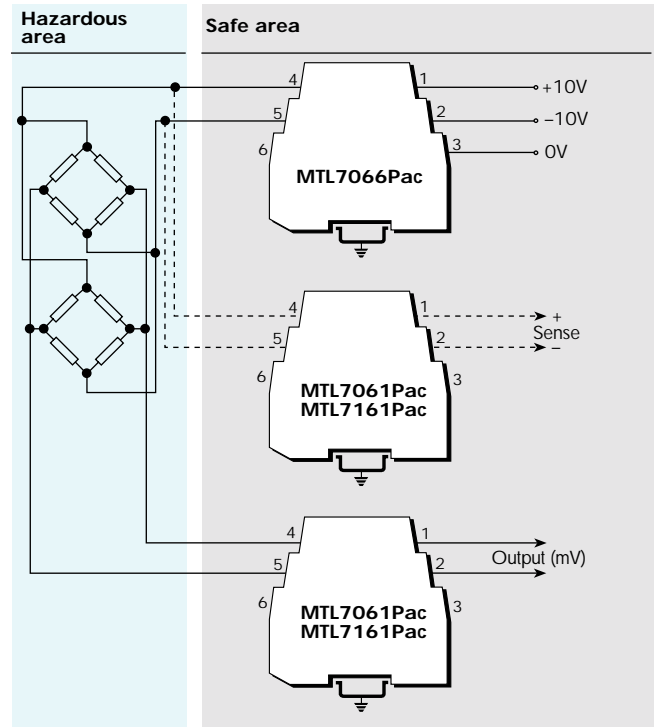 Hazardous
area
Safe area
4
1
+10V
5
2
–10V
6
3
0V
MTL7066Pac
4
1
+
Sense
5
2
–
6
3
MTL7061Pac
MTL7161Pac
4
1
Output (mV)
5
2
6
3
MTL7061Pac
MTL7161Pac